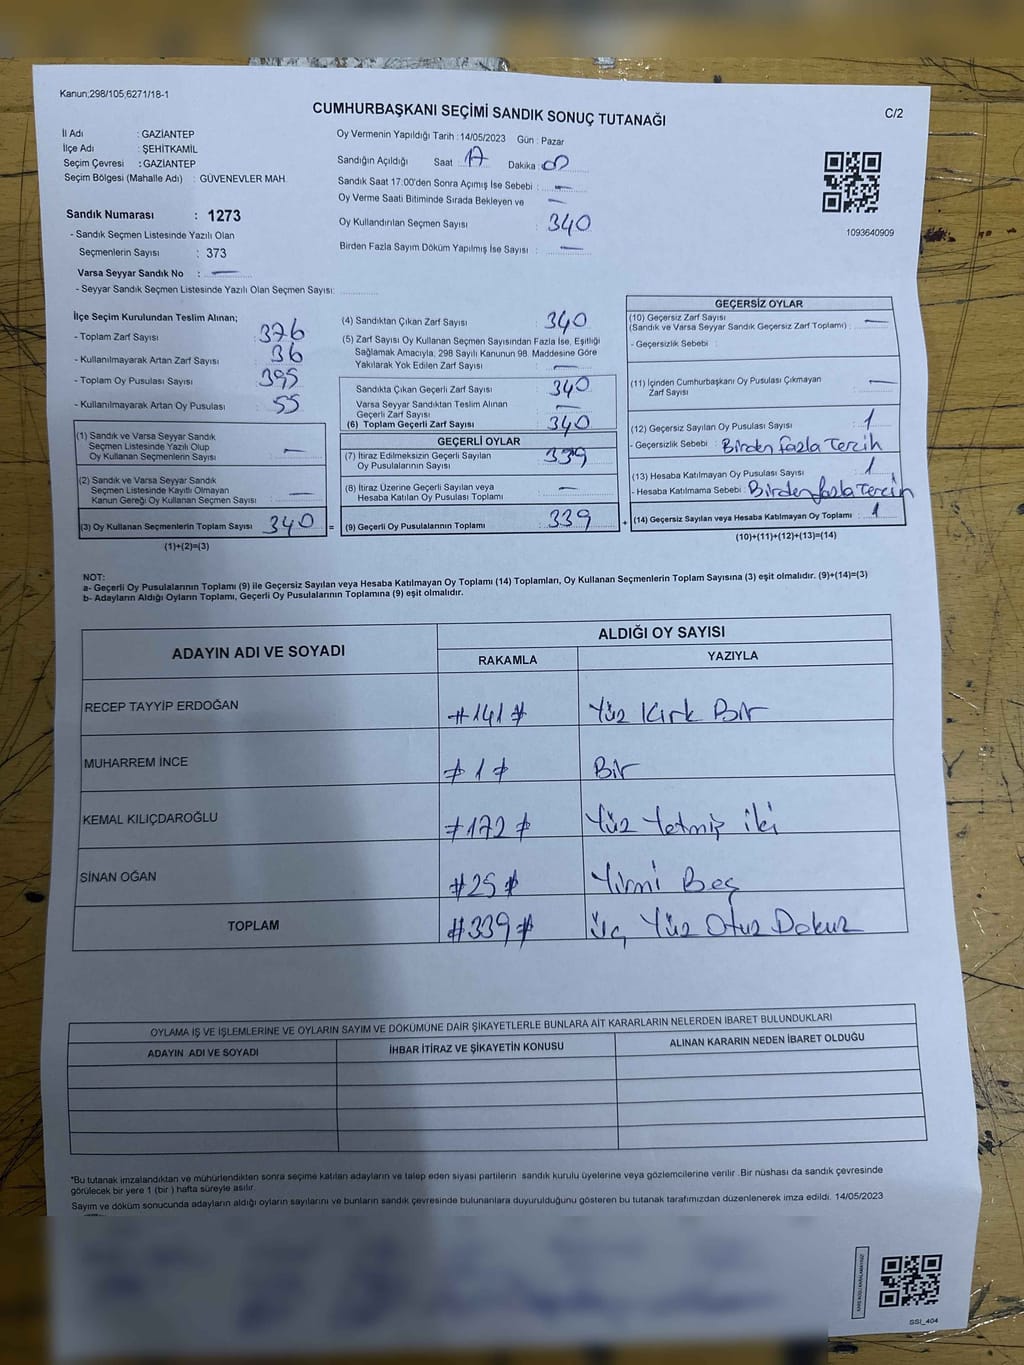 Kanun;298/105,6271/18-1
CUMHURBAŞKANI SEÇİMİ SANDIK SONUÇ TUTANAĞI
C/2
İl Adı : GAZİANTEP
İlçe Adı : ŞEHİTKAMİL
Seçim Çevresi : GAZİANTEP
Seçim Bölgesi (Mahalle Adı) : GÜVENEVLER MAH.
Sandık Numarası : 1273
- Sandık Seçmen Listesinde Yazılı Olan
Seçmenlerin Sayısı : 373
Varsa Seyyar Sandık No : —
- Seyyar Sandık Seçmen Listesinde Yazılı Olan Seçmen Sayısı:
Oy Vermenin Yapıldığı Tarih : 14/05/2023 Gün : Pazar
Sandığın Açıldığı Saat : 17 Dakika :
Sandık Saat 17:00'den Sonra Açımış İse Sebebi : —
Oy Verme Saati Bitiminde Sırada Bekleyen ve —
Oy Kullandırılan Seçmen Sayısı : 340
Birden Fazla Sayım Döküm Yapılmış İse Sayısı : —
1093640909
İlçe Seçim Kurulundan Teslim Alınan;
- Toplam Zarf Sayısı : 376
- Kullanılmayarak Artan Zarf Sayısı : 36
- Toplam Oy Pusulası Sayısı : 395
- Kullanılmayarak Artan Oy Pusulası : 55
(1) Sandık ve Varsa Seyyar Sandık
Seçmen Listesinde Yazılı Olup
Oy Kullanan Seçmenlerin Sayısı : —
(2) Sandık ve Varsa Seyyar Sandık
Seçmen Listesinde Kayıtlı Olmayan
Kanun Gereği Oy Kullanan Seçmen Sayısı : —
(3) Oy Kullanan Seçmenlerin Toplam Sayısı : 340 =
(1)+(2)=(3)
(4) Sandıktan Çıkan Zarf Sayısı : 340
(5) Zarf Sayısı Oy Kullanan Seçmen Sayısından Fazla İse, Eşitliği
Sağlamak Amacıyla, 298 Sayılı Kanunun 98. Maddesine Göre
Yakılarak Yok Edilen Zarf Sayısı : —
Sandıkta Çıkan Geçerli Zarf Sayısı : 340
Varsa Seyyar Sandıktan Teslim Alınan
Geçerli Zarf Sayısı : —
(6) Toplam Geçerli Zarf Sayısı : 340
GEÇERLİ OYLAR
(7) İtiraz Edilmeksizin Geçerli Sayılan
Oy Pusulalarının Sayısı : 339
(8) İtiraz Üzerine Geçerli Sayılan veya
Hesaba Katılan Oy Pusulası Toplamı : —
(9) Geçerli Oy Pusulalarının Toplamı : 339 +
GEÇERSİZ OYLAR
(10) Geçersiz Zarf Sayısı
(Sandık ve Varsa Seyyar Sandık Geçersiz Zarf Toplamı) : —
- Geçersizlik Sebebi :
(11) İçinden Cumhurbaşkanı Oy Pusulası Çıkmayan
Zarf Sayısı : —
(12) Geçersiz Sayılan Oy Pusulası Sayısı : 1
- Geçersizlik Sebebi : Birden fazla Tercih
(13) Hesaba Katılmayan Oy Pusulası Sayısı : 1
- Hesaba Katılmama Sebebi : Birden fazla Tercih
(14) Geçersiz Sayılan veya Hesaba Katılmayan Oy Toplamı : 1
(10)+(11)+(12)+(13)=(14)
NOT:
a- Geçerli Oy Pusulalarının Toplamı (9) ile Geçersiz Sayılan veya Hesaba Katılmayan Oy Toplamı (14) Toplamları, Oy Kullanan Seçmenlerin Toplam Sayısına (3) eşit olmalıdır. (9)+(14)=(3)
b- Adayların Aldığı Oyların Toplamı, Geçerli Oy Pusulalarının Toplamına (9) eşit olmalıdır.
ADAYIN ADI VE SOYADI
ALDIĞI OY SAYISI
RAKAMLA YAZIYLA
RECEP TAYYİP ERDOĞAN #141# Yüz Kırk Bir
MUHARREM İNCE #1# Bir
KEMAL KILIÇDAROĞLU #172# Yüz Yetmiş iki
SİNAN OĞAN #25# Yirmi Beş
TOPLAM #339# Üç Yüz Otuz Dokuz
OYLAMA İŞ VE İŞLEMLERİNE VE OYLARIN SAYIM VE DÖKÜMÜNE DAİR ŞİKAYETLERLE BUNLARA AİT KARARLARIN NELERDEN İBARET BULUNDUKLARI
ADAYIN ADI VE SOYADI İHBAR İTİRAZ VE ŞİKAYETİN KONUSU ALINAN KARARIN NEDEN İBARET OLDUĞU
*Bu tutanak imzalandıktan ve mühürlendikten sonra seçime katılan adayların ve talep eden siyasi partilerin sandık kurulu üyelerine veya gözlemcilerine verilir. Bir nüshası da sandık çevresinde
görülecek bir yere 1 (bir ) hafta süreyle asılır.
Sayım ve döküm sonucunda adayların aldığı oyların sayılarını ve bunların sandık çevresinde bulunanlara duyurulduğunu gösteren bu tutanak tarafımızdan düzenlenerek imza edildi. 14/05/2023
SSI_404